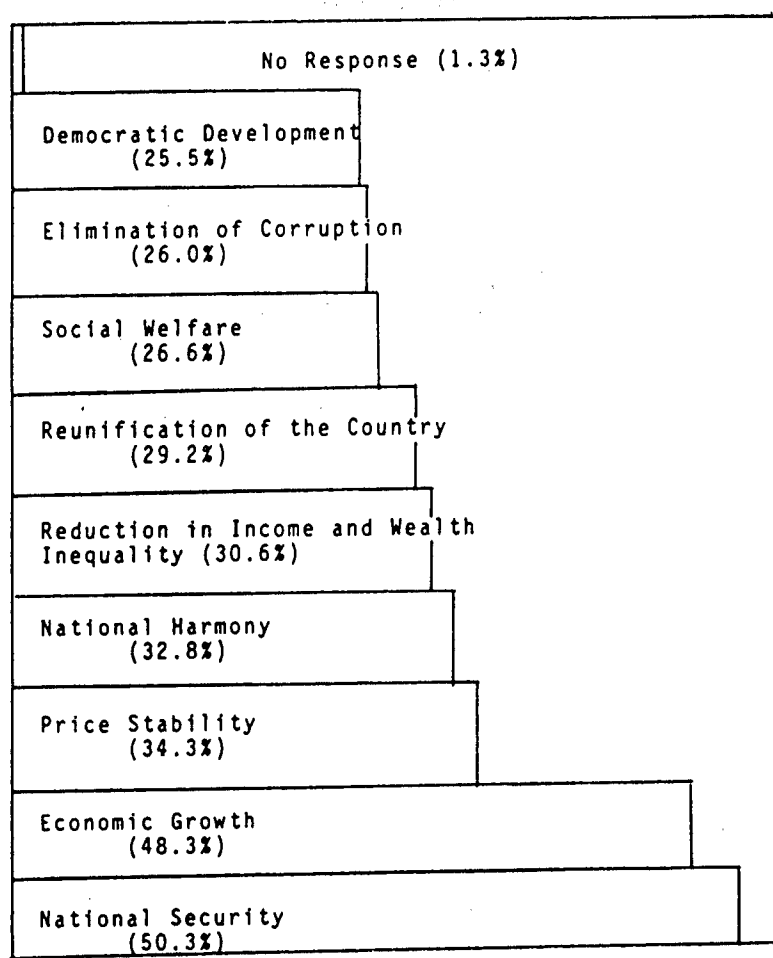 No Response (1.3%)
Democratic Development
(25.5%)
Elimination of Corruption
(26.0%)
Social Welfare
(26.6%)
Reunification of the Country
(29.2%)
Reduction in Income and Wealth
Inequality (30.6%)
National Harmony
(32.8%)
Price Stability
(34.3%)
Economic Growth
(48.3%)
National Security
(50.3%)